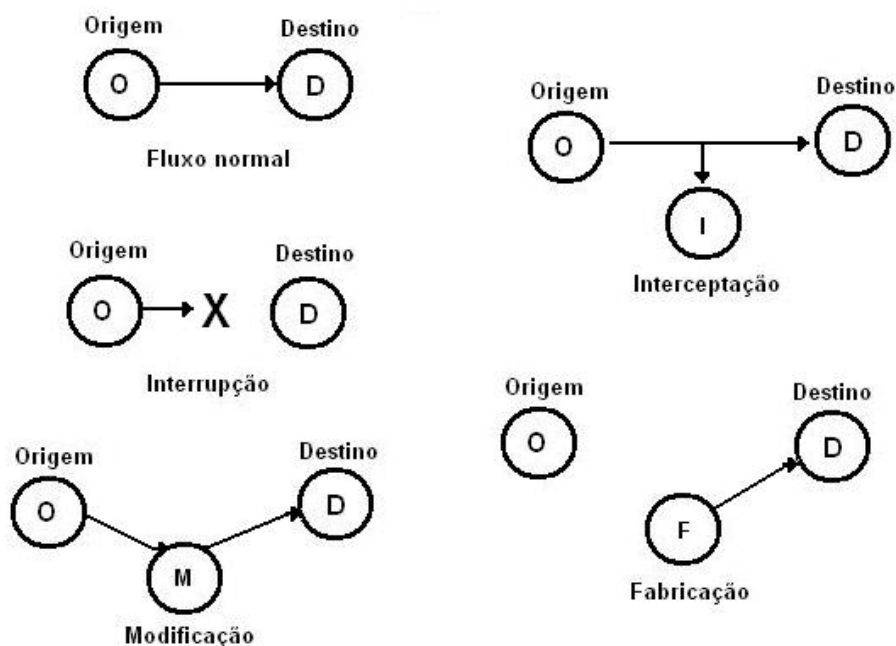 Origem Destino
O D
Fluxo normal
Origem Destino
O D
I
Interceptação
Origem Destino
O X D
Interrupção
Origem Destino
O D
M
Modificação
Origem Destino
O D
F
Fabricação